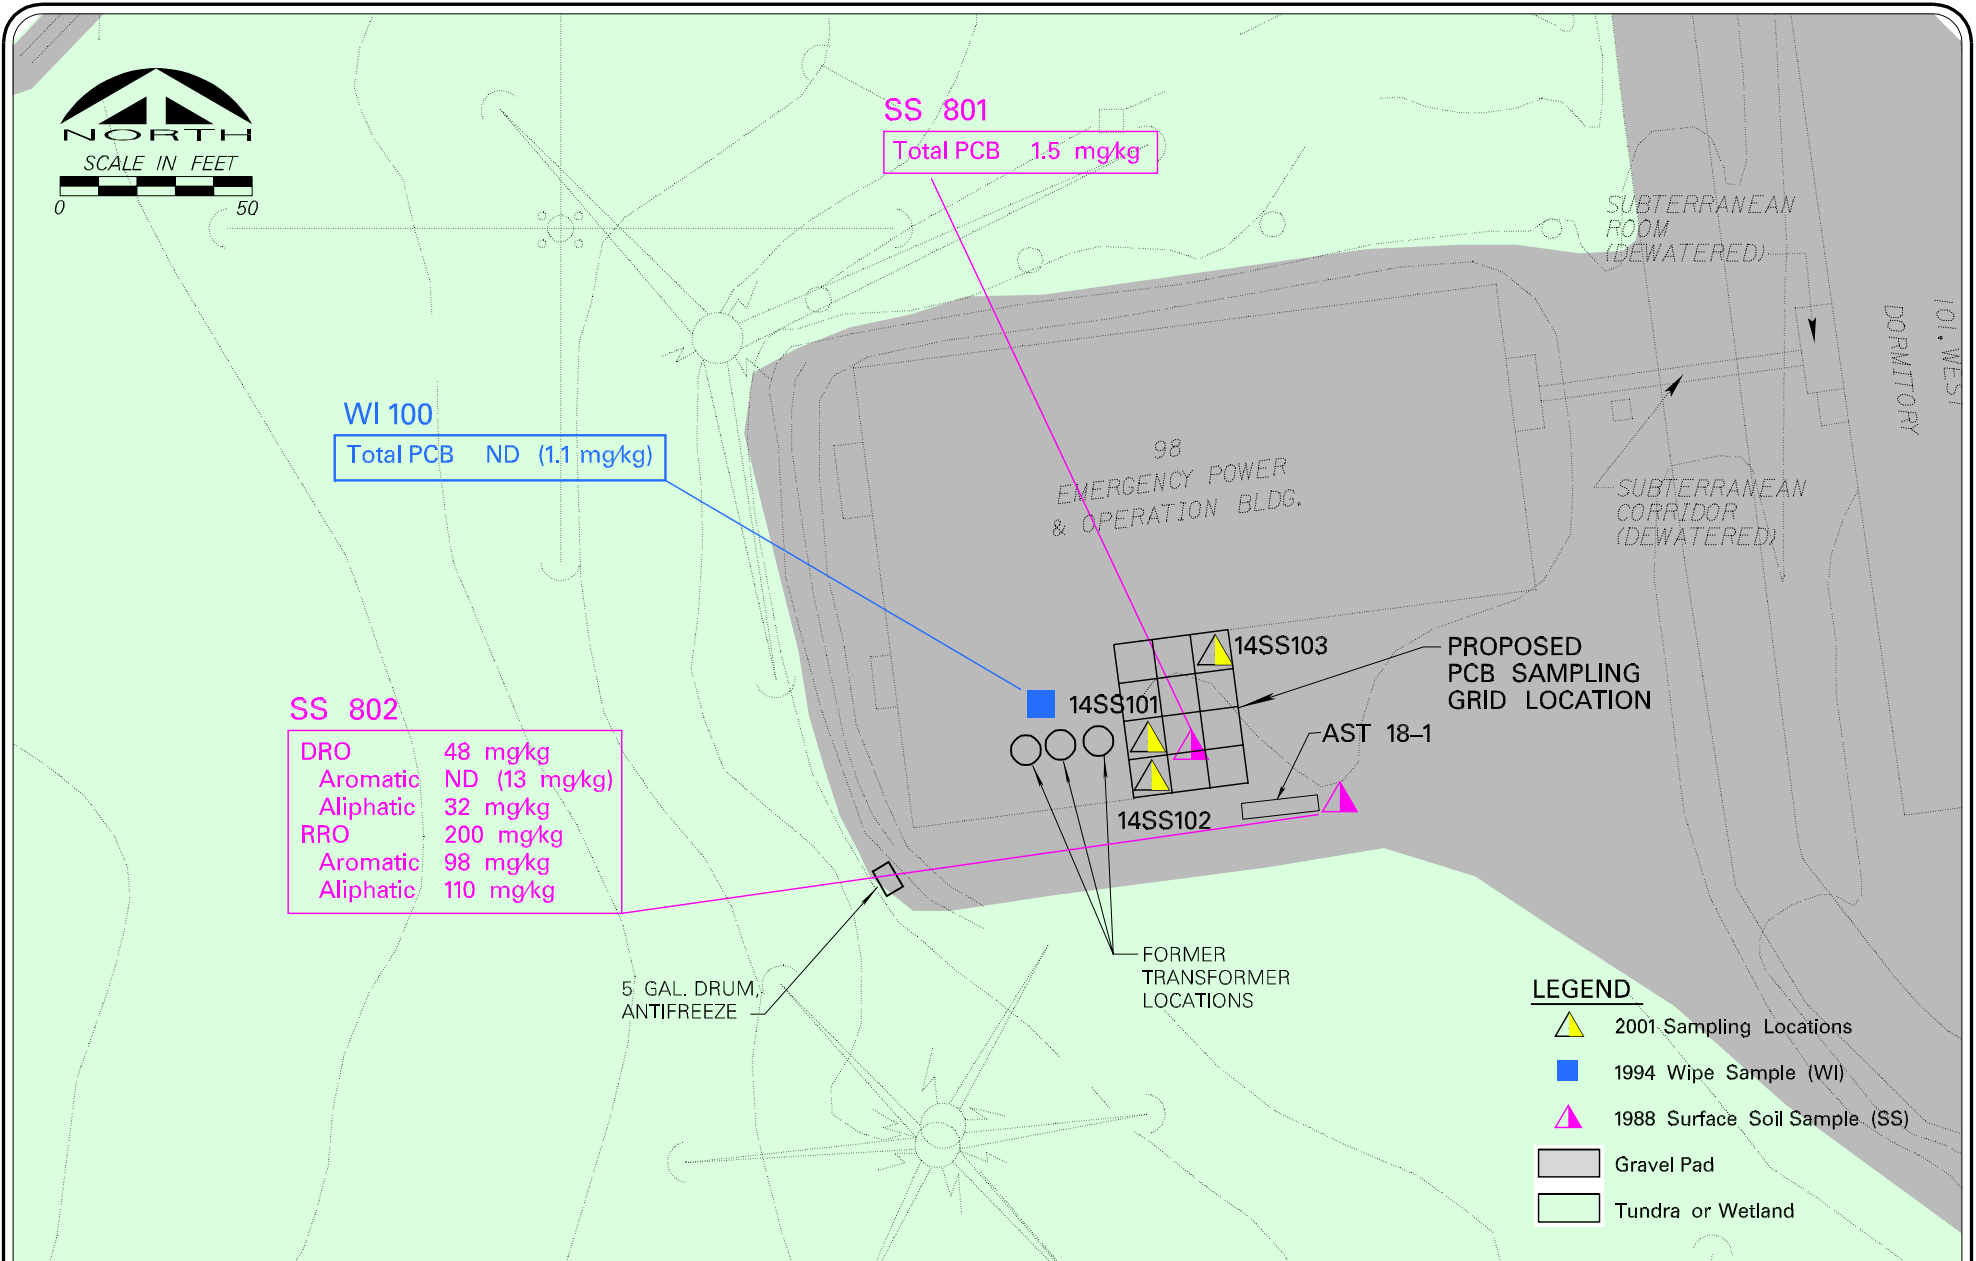 NORTH
SCALE IN FEET
0 50
SS 801
Total PCB 1.5 mg/kg
SUBTERRANEAN
ROOM
(DEWATERED)
101, WEST
DORMITORY
WI 100
Total PCB ND (1.1 mg/kg)
98
EMERGENCY POWER
& OPERATION BLDG.
SUBTERRANEAN
CORRIDOR
(DEWATERED)
14SS103
PROPOSED
PCB SAMPLING
GRID LOCATION
14SS101
AST 18-1
14SS102
SS 802
DRO 48 mg/kg
Aromatic ND (13 mg/kg)
Aliphatic 32 mg/kg
RRO 200 mg/kg
Aromatic 98 mg/kg
Aliphatic 110 mg/kg
5 GAL. DRUM,
ANTIFREEZE
FORMER
TRANSFORMER
LOCATIONS
LEGEND
2001 Sampling Locations
1994 Wipe Sample (WI)
1988 Surface Soil Sample (SS)
Gravel Pad
Tundra or Wetland